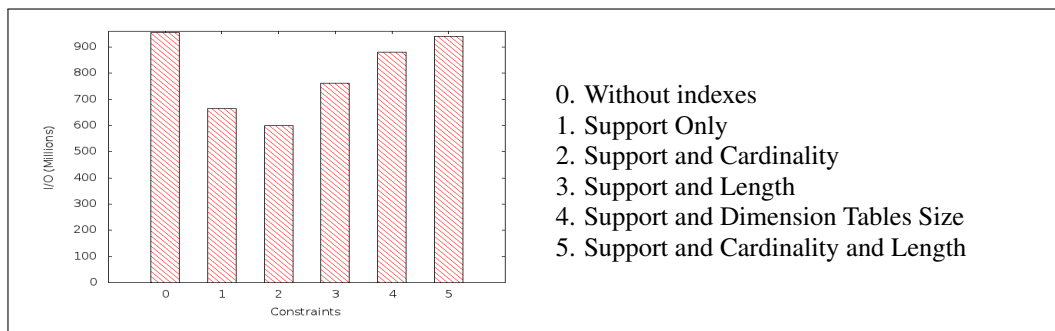 900
800
700
600
500
400
300
200
100
0
I/O (Millions)
0 1 2 3 4 5
Constraints
0. Without indexes
1. Support Only
2. Support and Cardinality
3. Support and Length
4. Support and Dimension Tables Size
5. Support and Cardinality and Length